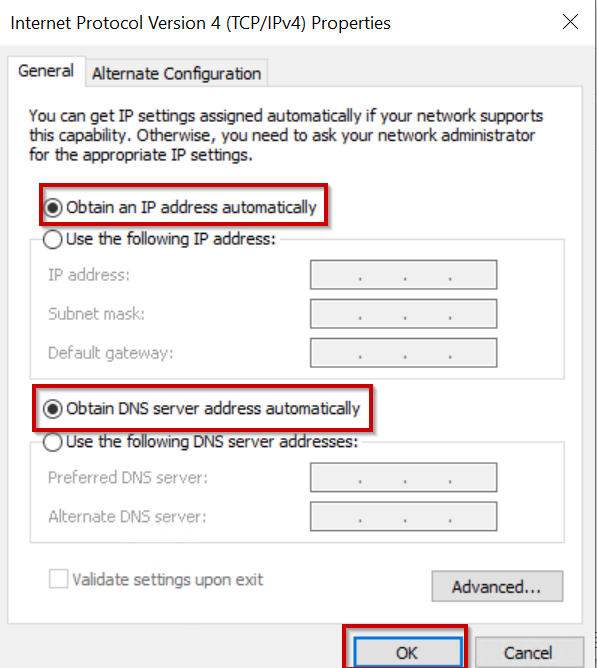 Internet Protocol Version 4 (TCP/IPv4) Properties
General
Alternate Configuration
You can get IP settings assigned automatically if your network supports
this capability. Otherwise, you need to ask your network administrator
for the appropriate IP settings.
Obtain an IP address automatically
Use the following IP address:
IP address:
Subnet mask:
Default gateway:
Obtain DNS server address automatically
Use the following DNS server addresses:
Preferred DNS server:
Alternate DNS server:
Validate settings upon exit
Advanced...
OK
Cancel